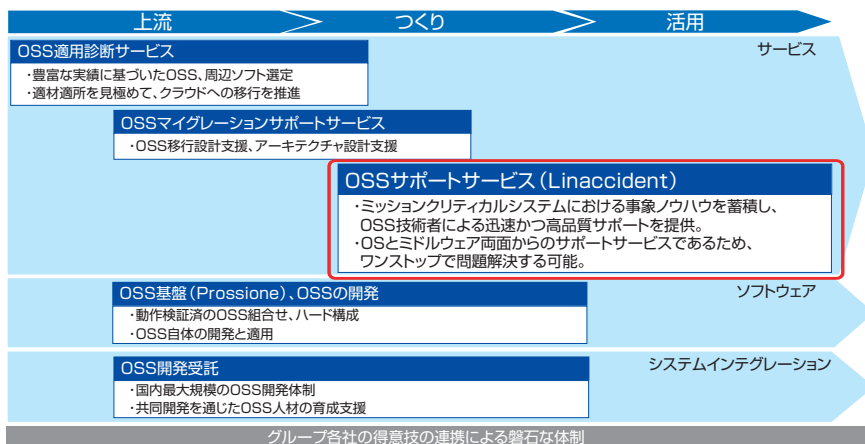 上流
つくり
活用
OSS適用診断サービス
サービス
・豊富な実績に基づいたOSS、周辺ソフト選定
・適材適所を見極めて、クラウドへの移行を推進
OSSマイグレーションサポートサービス
・OSS移行設計支援、アーキテクチャ設計支援
OSSサポートサービス(Linaccident)
・ミッションクリティカルシステムにおける事象ノウハウを蓄積し、
OSS技術者による迅速かつ高品質サポートを提供。
・OSとミドルウェア両面からのサポートサービスであるため、
ワンストップで問題解決する可能。
OSS基盤(Prossione)、OSSの開発
ソフトウェア
・動作検証済のOSS組合せ、ハード構成
・OSS自体の開発と適用
OSS開発受託
システムインテグレーション
・国内最大規模のOSS開発体制
・共同開発を通じたOSS人材の育成支援
グループ各社の得意技の連携による磐石な体制